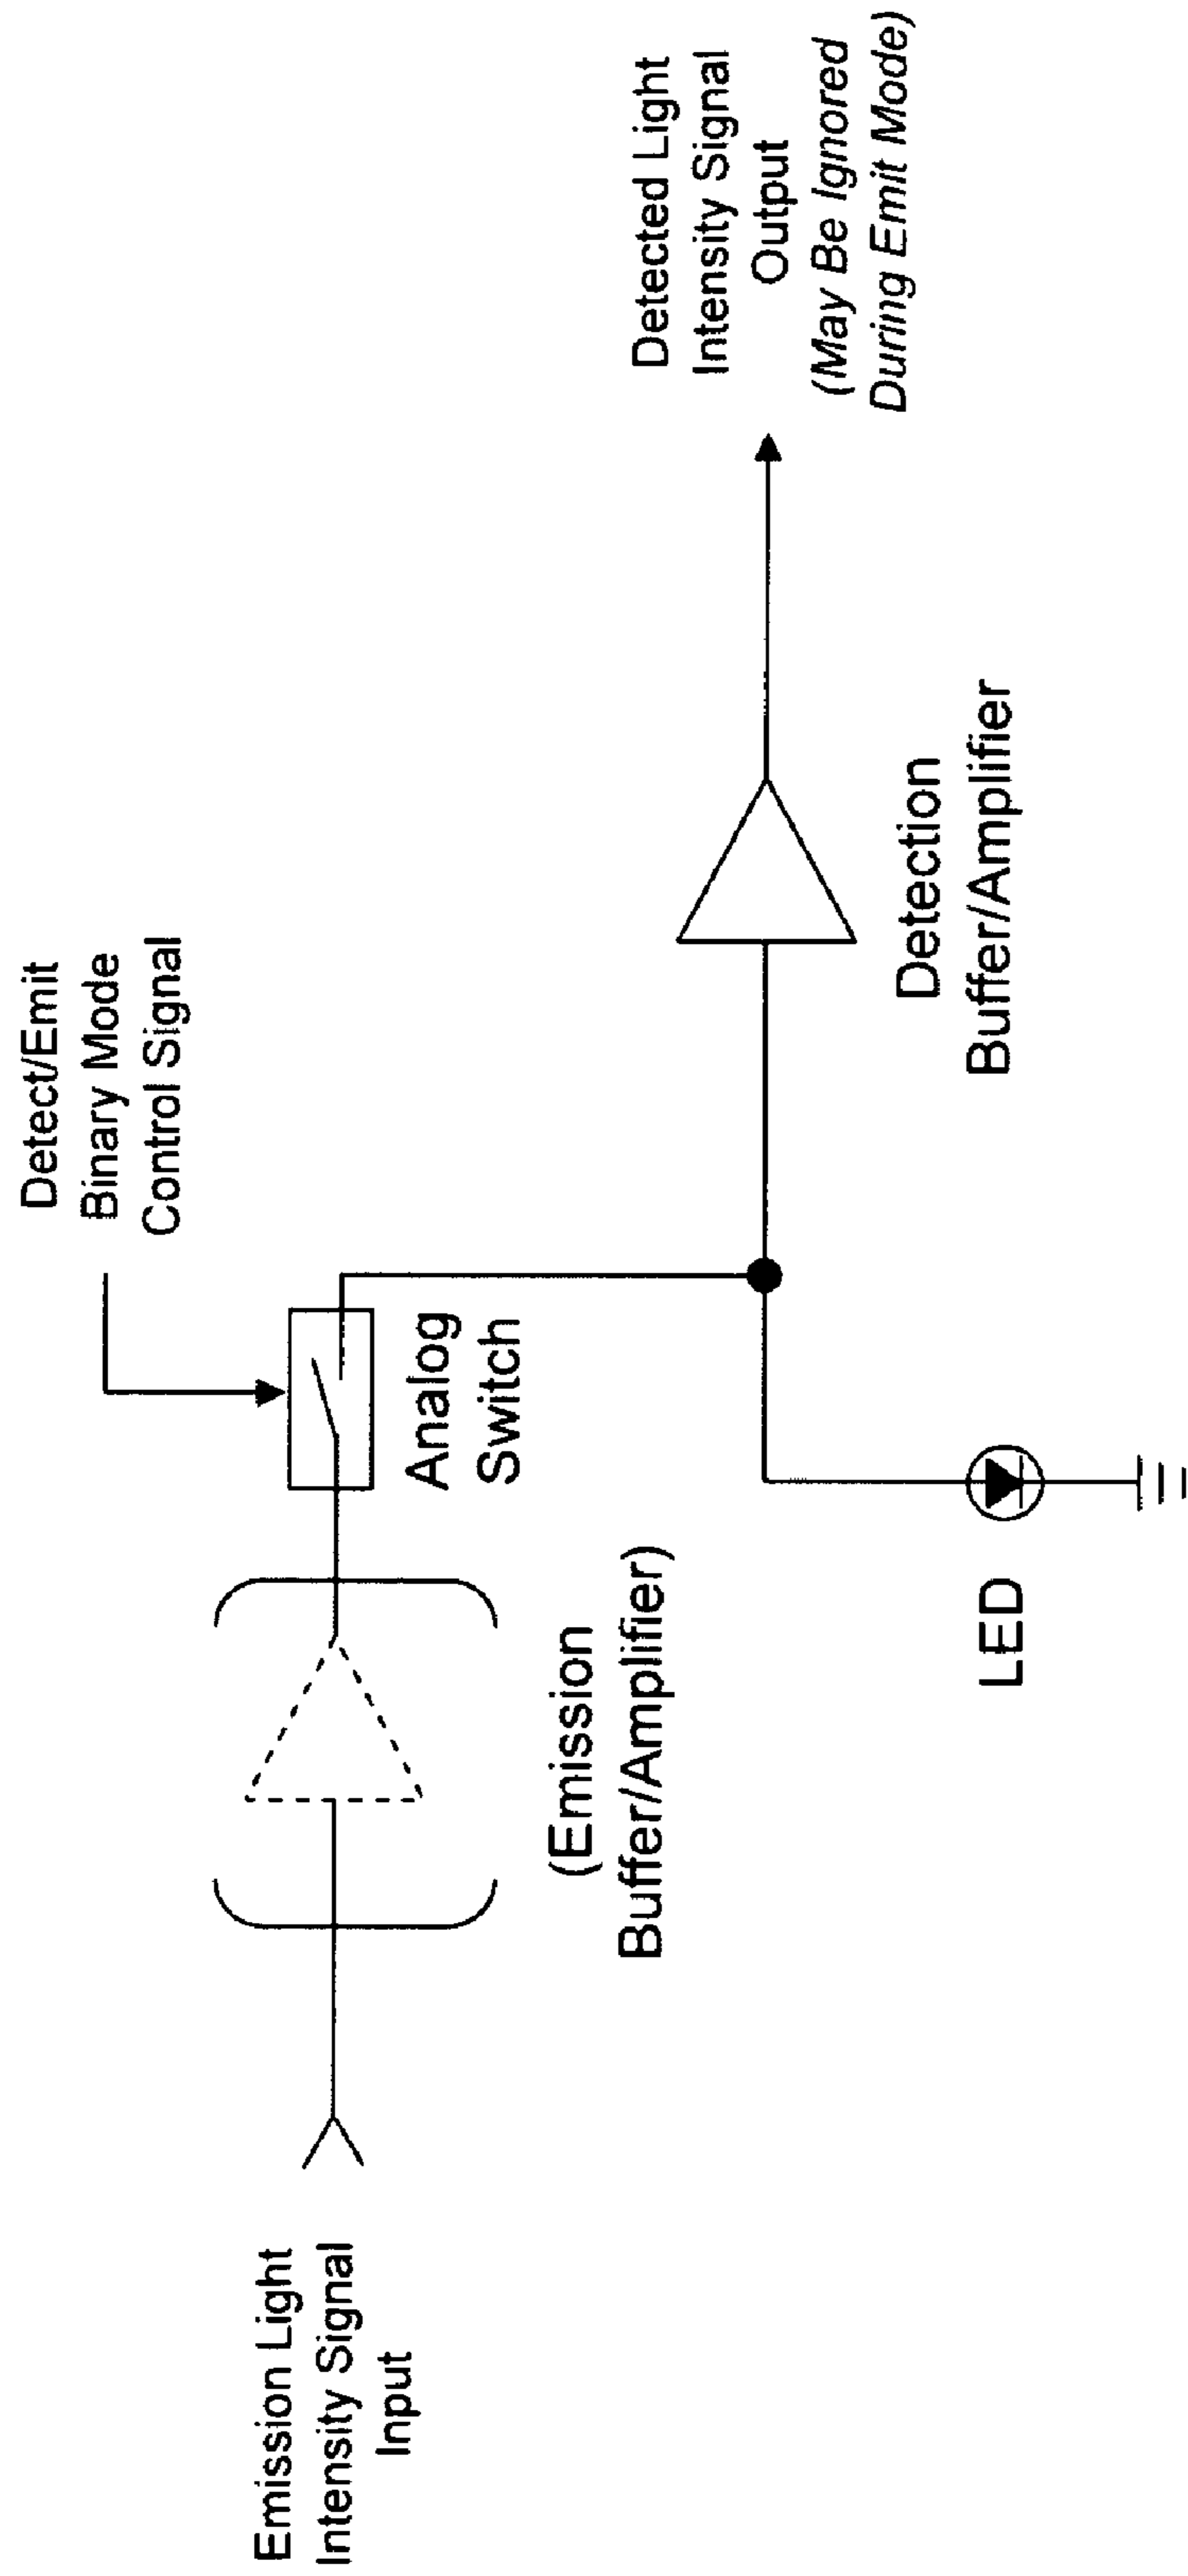 Emission Light
Intensity Signal
Input
(Emission
Buffer/Amplifier)
Analog
Switch
Detect/Emit
Binary Mode
Control Signal
LED
Detection
Buffer/Amplifier
Detected Light
Intensity Signal
Output
(May Be Ignored
During Emit Mode)